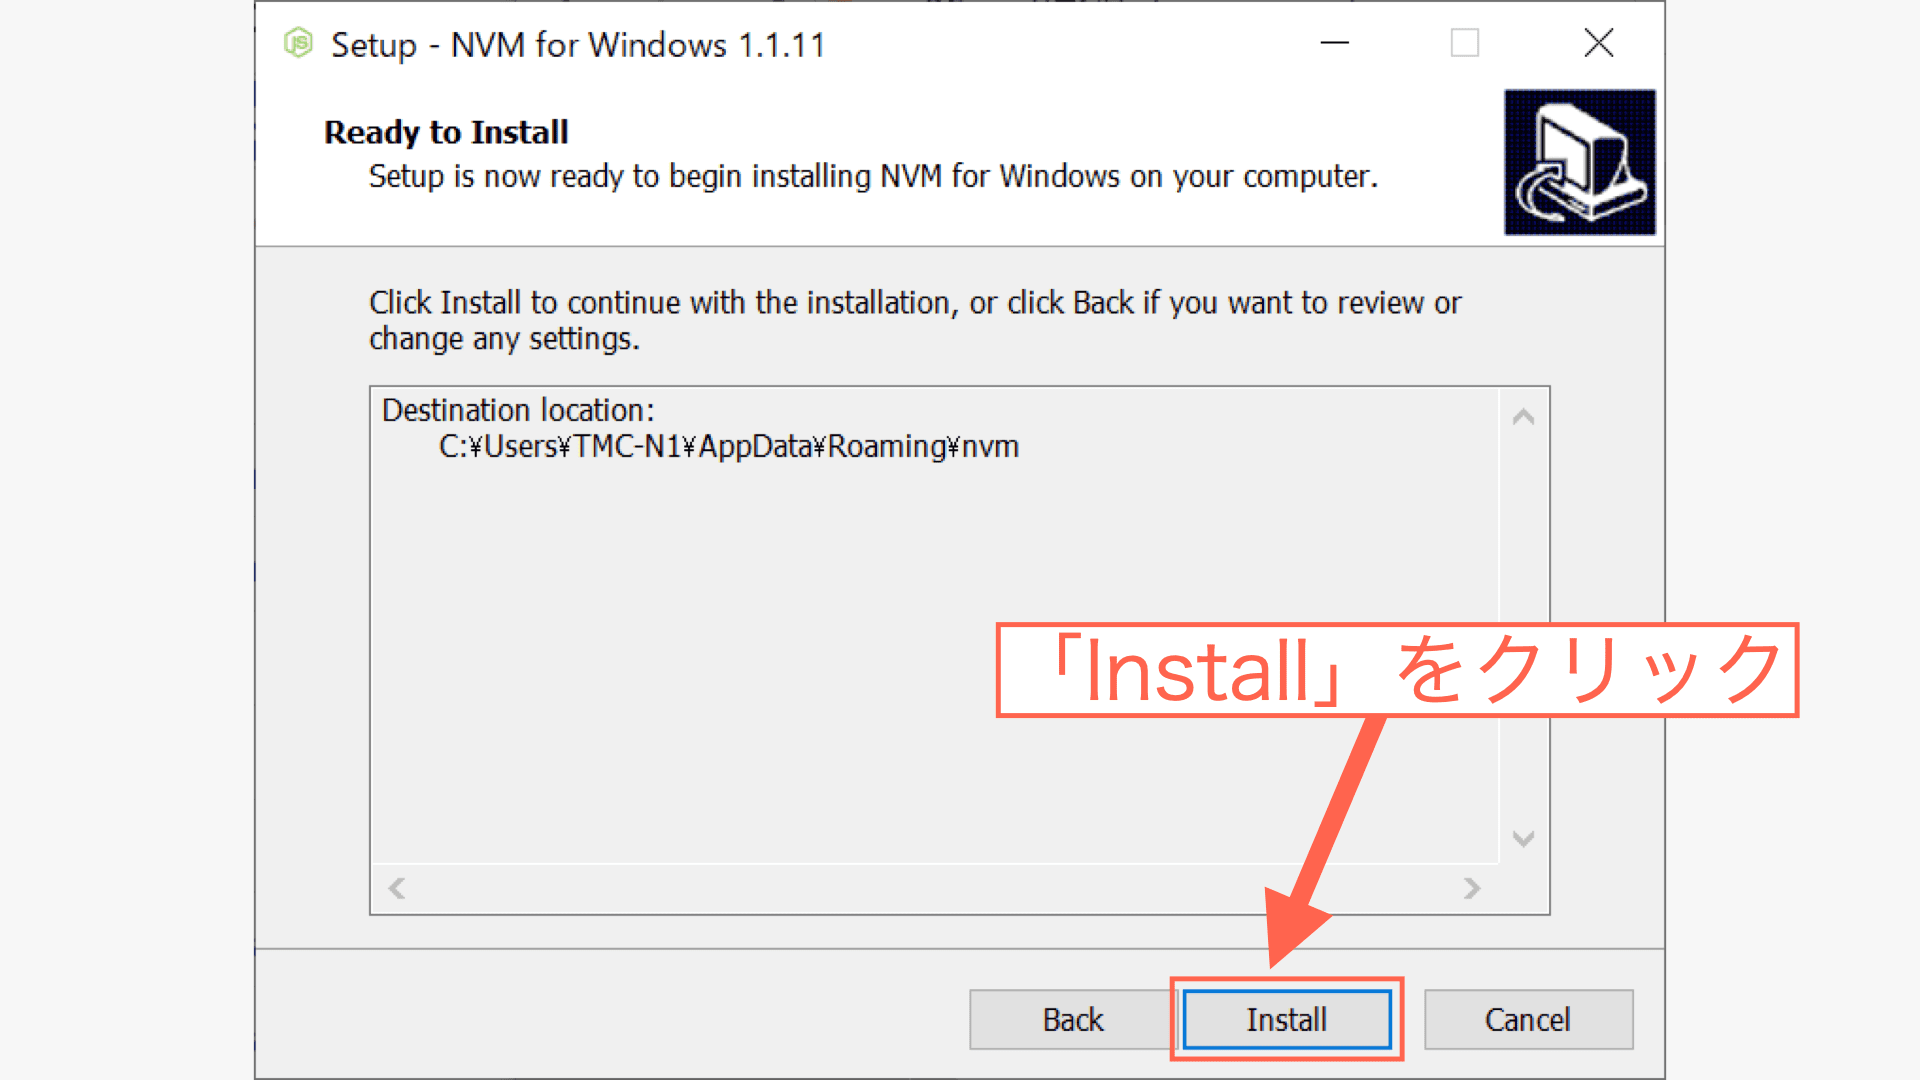 Setup - NVM for Windows 1.1.11
Ready to Install
Setup is now ready to begin installing NVM for Windows on your computer.
Click Install to continue with the installation, or click Back if you want to review or
change any settings.
Destination location:
C:¥Users¥TMC-N1¥AppData¥Roaming¥nvm
「Install」をクリック
Back
Install
Cancel